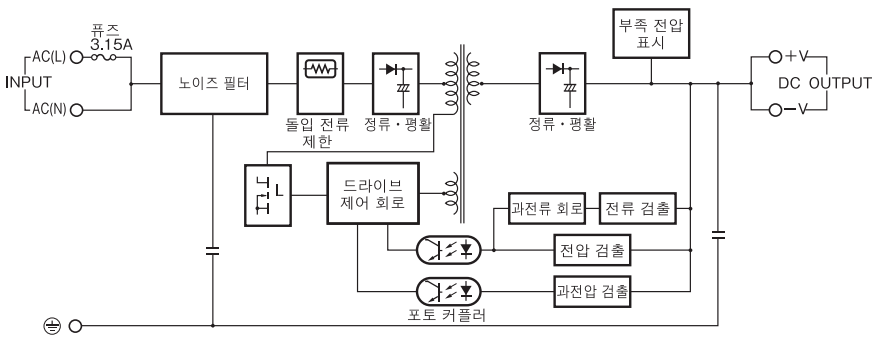 부족 전압
표시
퓨즈
3.15A
AC(L)
INPUT
AC(N)
노이즈 필터
돌입 전류
제한
정류・평활
정류・평활
+V
DC OUTPUT
−V
드라이브
제어 회로
과전류 회로
전류 검출
전압 검출
과전압 검출
포토 커플러